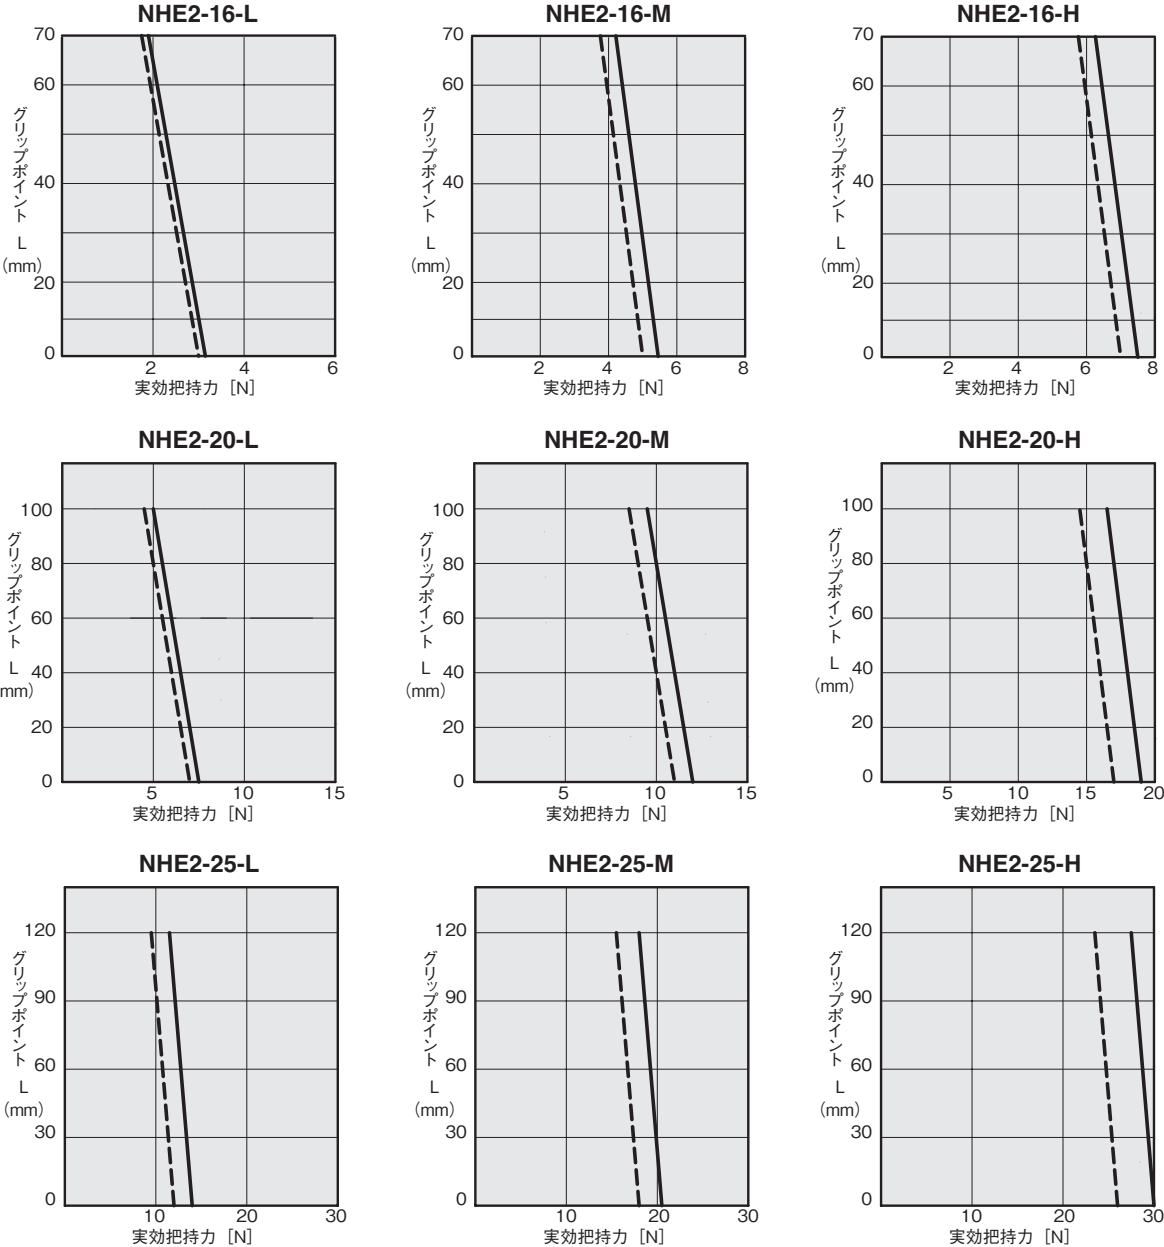 NHE2-16-L
70
60
40
20
0
グリップポイント L (mm)
2 4 6
実効把持力 [N]
NHE2-16-M
70
60
40
20
0
グリップポイント L (mm)
2 4 6 8
実効把持力 [N]
NHE2-16-H
70
60
40
20
0
グリップポイント L (mm)
2 4 6 8
実効把持力 [N]
NHE2-20-L
100
80
60
40
20
0
グリップポイント L mm)
5 10 15
実効把持力 [N]
NHE2-20-M
100
80
60
40
20
0
グリップポイント L (mm)
5 10 15
実効把持力 [N]
NHE2-20-H
100
80
60
40
20
0
グリップポイント L (mm)
5 10 15 20
実効把持力 [N]
NHE2-25-L
120
90
60
30
0
グリップポイント L (mm)
10 20 30
実効把持力 [N]
NHE2-25-M
120
90
60
30
0
グリップポイント L (mm)
10 20 30
実効把持力 [N]
NHE2-25-H
120
90
60
30
0
グリップポイント L (mm)
10 20 30
実効把持力 [N]